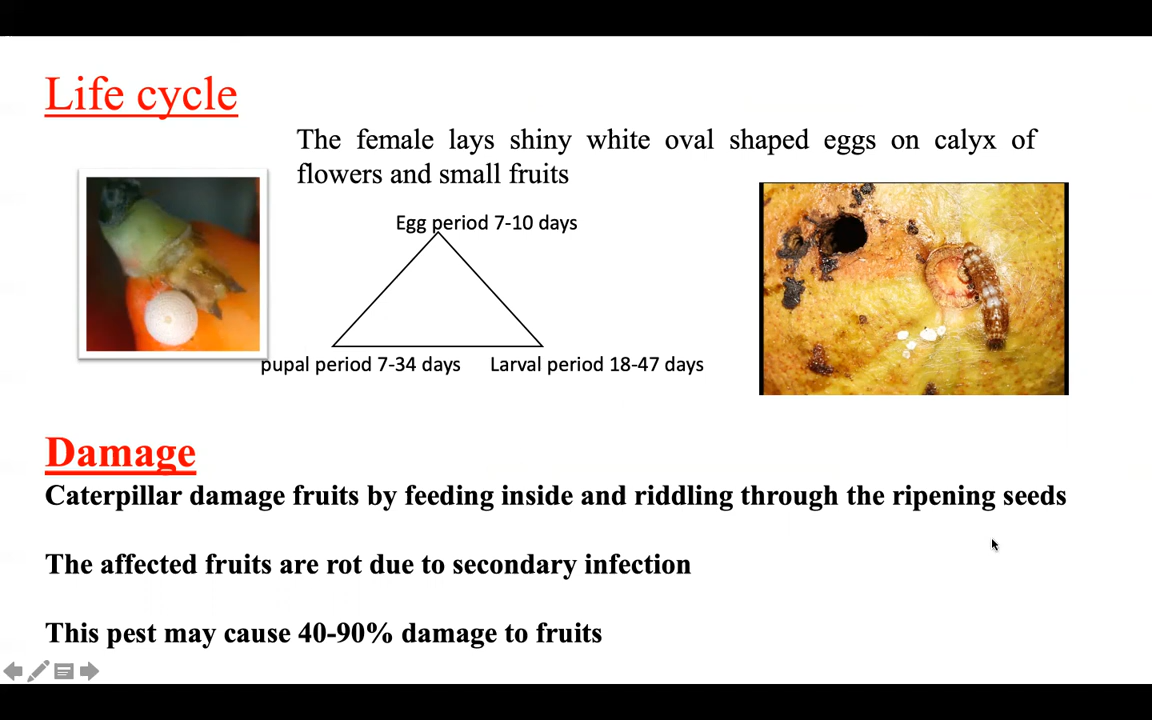 Life cycle
The female lays shiny white oval shaped eggs on calyx of
flowers and small fruits
Egg period 7-10 days
pupal period 7-34 days
Larval period 18-47 days
Damage
Caterpillar damage fruits by feeding inside and riddling through the ripening seeds
The affected fruits are rot due to secondary infection
This pest may cause 40-90% damage to fruits